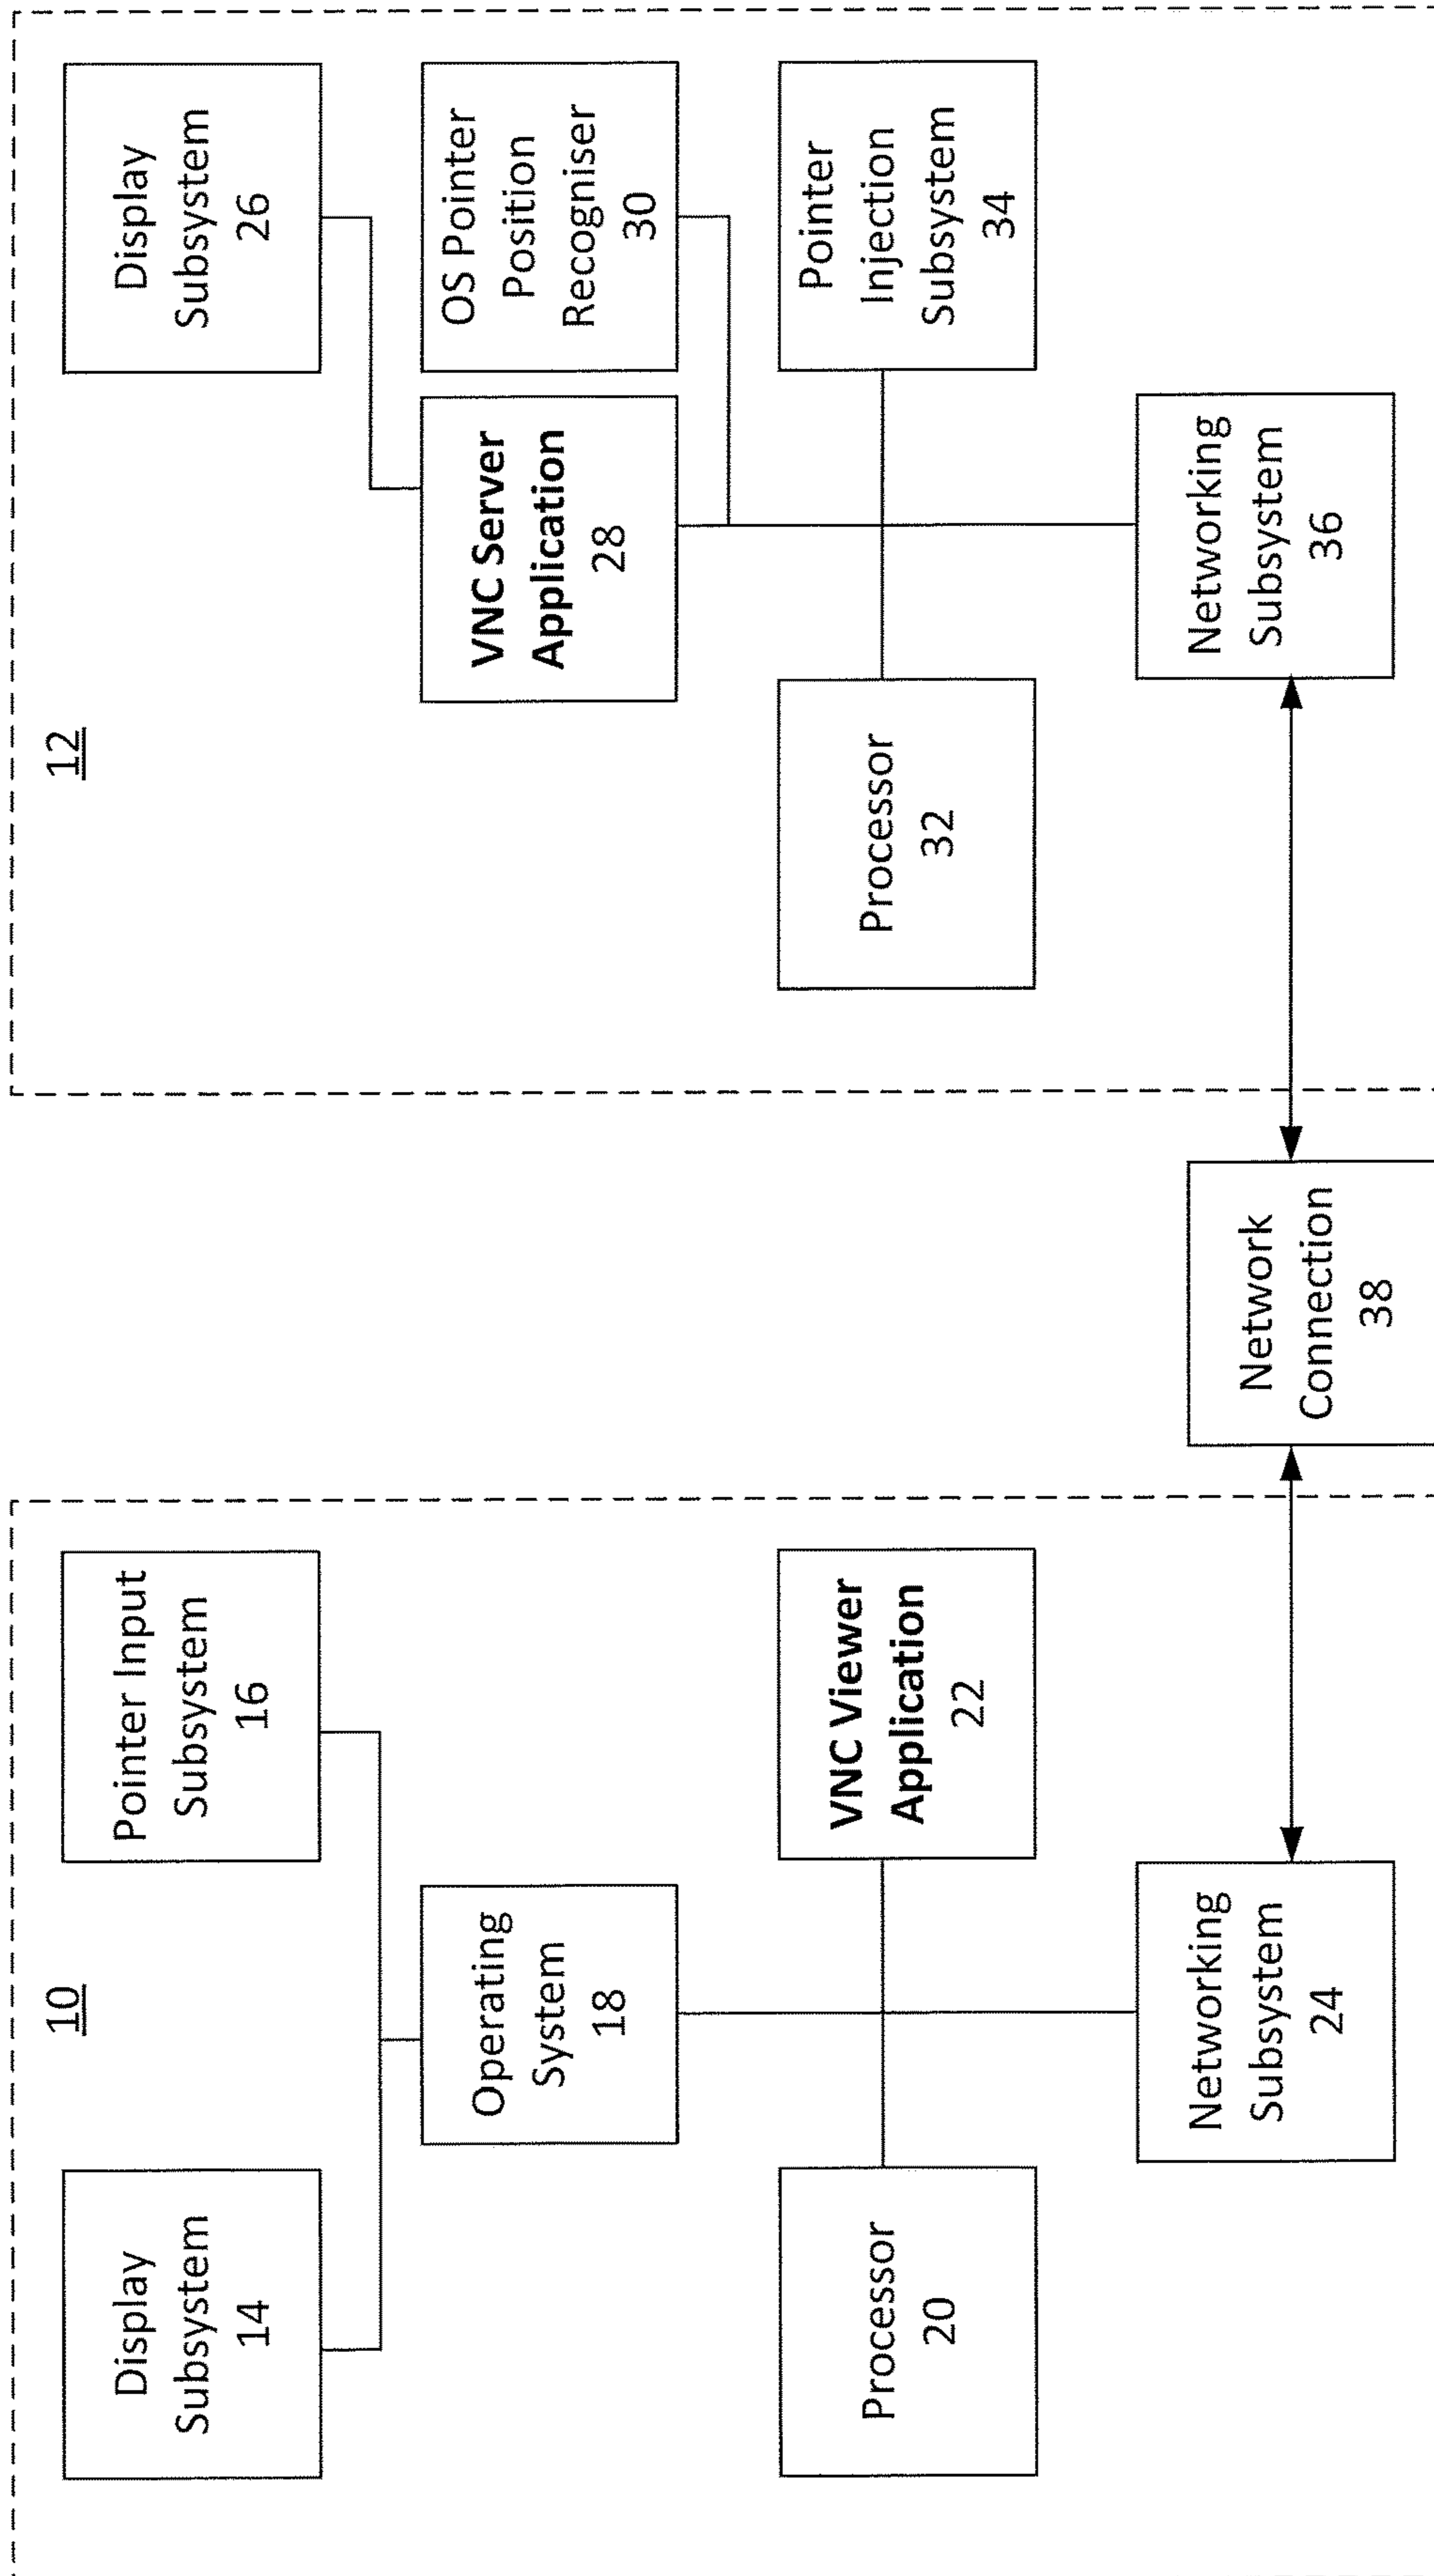 10
Display
Subsystem
14
Pointer Input
Subsystem
16
Operating
System
18
Processor
20
VNC Viewer
Application
22
Networking
Subsystem
24
Network
Connection
38
12
Display
Subsystem
26
VNC Server
Application
28
OS Pointer
Position
Recogniser
30
Processor
32
Pointer
Injection
Subsystem
34
Networking
Subsystem
36